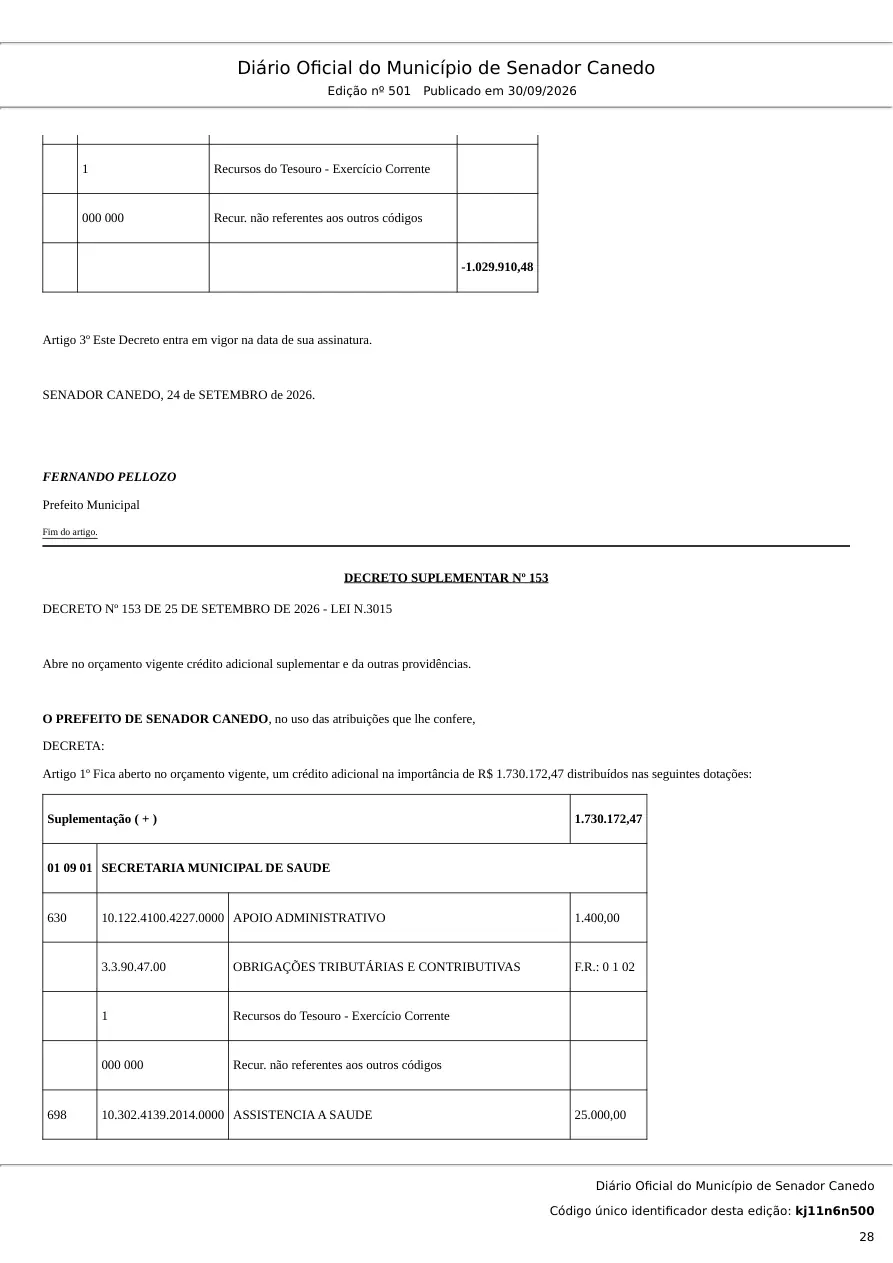 Diário Oficial do Município de Senador Canedo
Edição nº 501 Publicado em 30/09/2026
1 Recursos do Tesouro - Exercício Corrente
000 000 Recur. não referentes aos outros códigos
-1.029.910,48
Artigo 3º Este Decreto entra em vigor na data de sua assinatura.
SENADOR CANEDO, 24 de SETEMBRO de 2026.
FERNANDO PELLOZO
Prefeito Municipal
Fim do artigo.
DECRETO SUPLEMENTAR Nº 153
DECRETO Nº 153 DE 25 DE SETEMBRO DE 2026 - LEI N.3015
Abre no orçamento vigente crédito adicional suplementar e da outras providências.
O PREFEITO DE SENADOR CANEDO, no uso das atribuições que lhe confere,
DECRETA:
Artigo 1º Fica aberto no orçamento vigente, um crédito adicional na importância de R$ 1.730.172,47 distribuídos nas seguintes dotações:
Suplementação ( + ) 1.730.172,47
01 09 01 SECRETARIA MUNICIPAL DE SAUDE
630 10.122.4100.4227.0000 APOIO ADMINISTRATIVO 1.400,00
3.3.90.47.00 OBRIGAÇÕES TRIBUTÁRIAS E CONTRIBUTIVAS F.R.: 0 1 02
1 Recursos do Tesouro - Exercício Corrente
000 000 Recur. não referentes aos outros códigos
698 10.302.4139.2014.0000 ASSISTENCIA A SAUDE 25.000,00
Diário Oficial do Município de Senador Canedo
Código único identificador desta edição: kj11n6n500
28